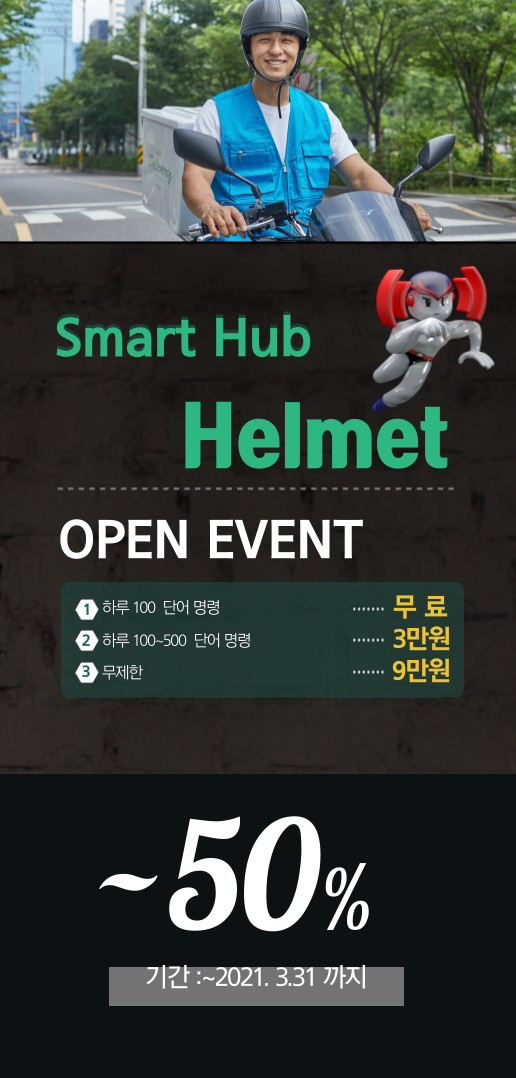 Delivery
Smart Hub
Helmet
OPEN EVENT
1 하루 100 단어 명령 ······· 무 료
2 하루 100~500 단어 명령 ······· 3만원
3 무제한 ······· 9만원
~50%
기간 :~2021. 3.31 까지